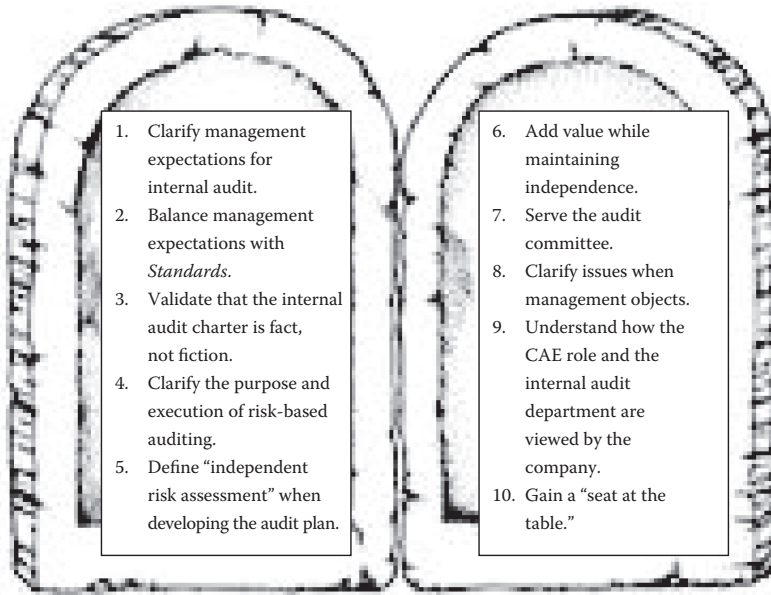 1. Clarify management
expectations for
internal audit.
2. Balance management
expectations with
Standards.
3. Validate that the internal
audit charter is fact,
not fiction.
4. Clarify the purpose and
execution of risk-based
auditing.
5. Define “independent
risk assessment” when
developing the audit plan.
6. Add value while
maintaining
independence.
7. Serve the audit
committee.
8. Clarify issues when
management objects.
9. Understand how the
CAE role and the
internal audit
department are
viewed by the
company.
10. Gain a “seat at the
table.”